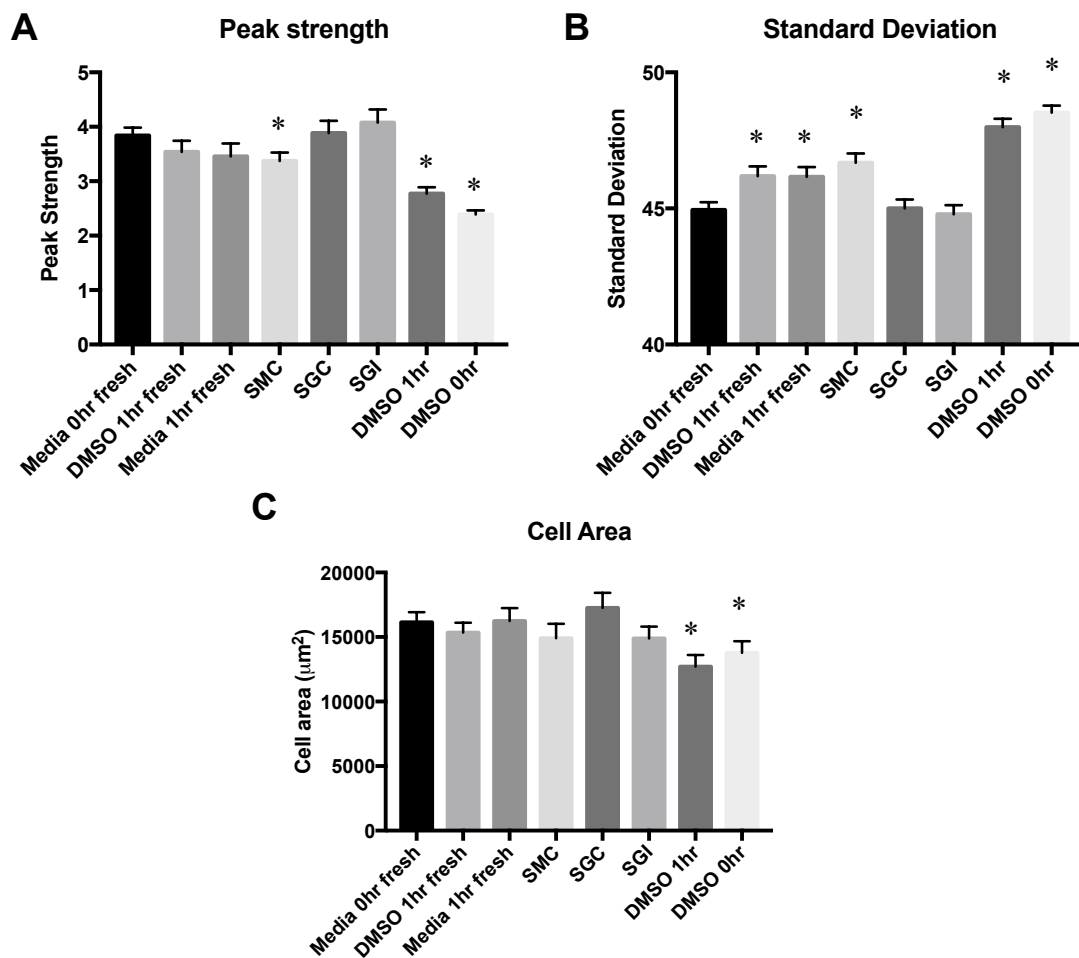 A
Peak strength
Peak Strength
5
4
3
2
1
0
*
*
*
Media 0hr fresh
DMSO 1hr fresh
Media 1hr fresh
SMC
SGC
SGI
DMSO 1hr
DMSO 0hr
B
Standard Deviation
Standard Deviation
50
45
40
*
*
*
*
*
Media 0hr fresh
DMSO 1hr fresh
Media 1hr fresh
SMC
SGC
SGI
DMSO 1hr
DMSO 0hr
C
Cell Area
Cell area (μm²)
20000
15000
10000
5000
0
*
*
Media 0hr fresh
DMSO 1hr fresh
Media 1hr fresh
SMC
SGC
SGI
DMSO 1hr
DMSO 0hr